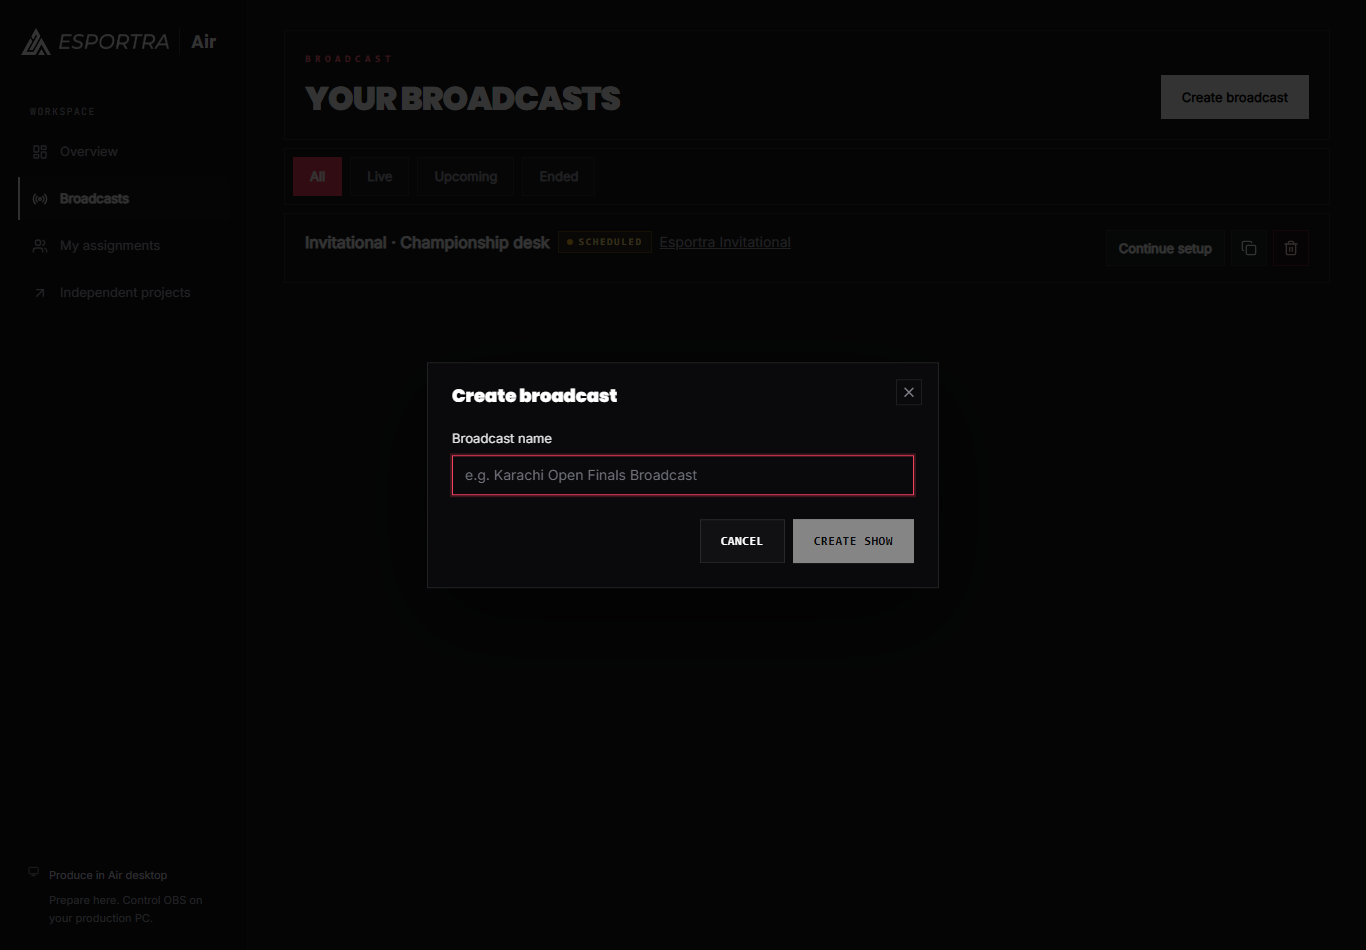 ESPORTRA Air
WORKSPACE
Overview
Broadcasts
My assignments
Independent projects
Produce in Air desktop
Prepare here. Control OBS on
your production PC.
BROADCAST
YOUR BROADCASTS
Create broadcast
All Live Upcoming Ended
Invitational · Championship desk SCHEDULED Esportra Invitational Continue setup
Create broadcast
Broadcast name
e.g. Karachi Open Finals Broadcast
CANCEL CREATE SHOW